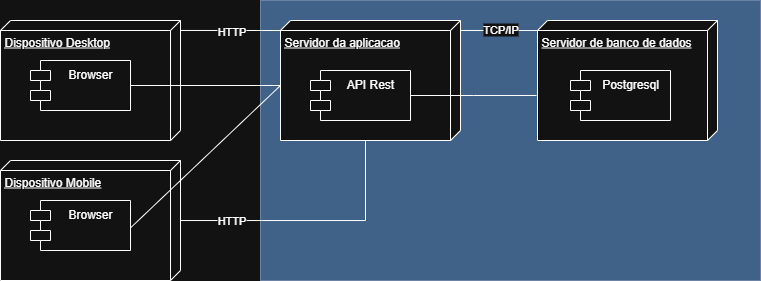 Dispositivo Desktop
Browser
HTTP
Servidor da aplicacao
API Rest
TCP/IP
Servidor de banco de dados
Postgresql
Dispositivo Mobile
Browser
HTTP